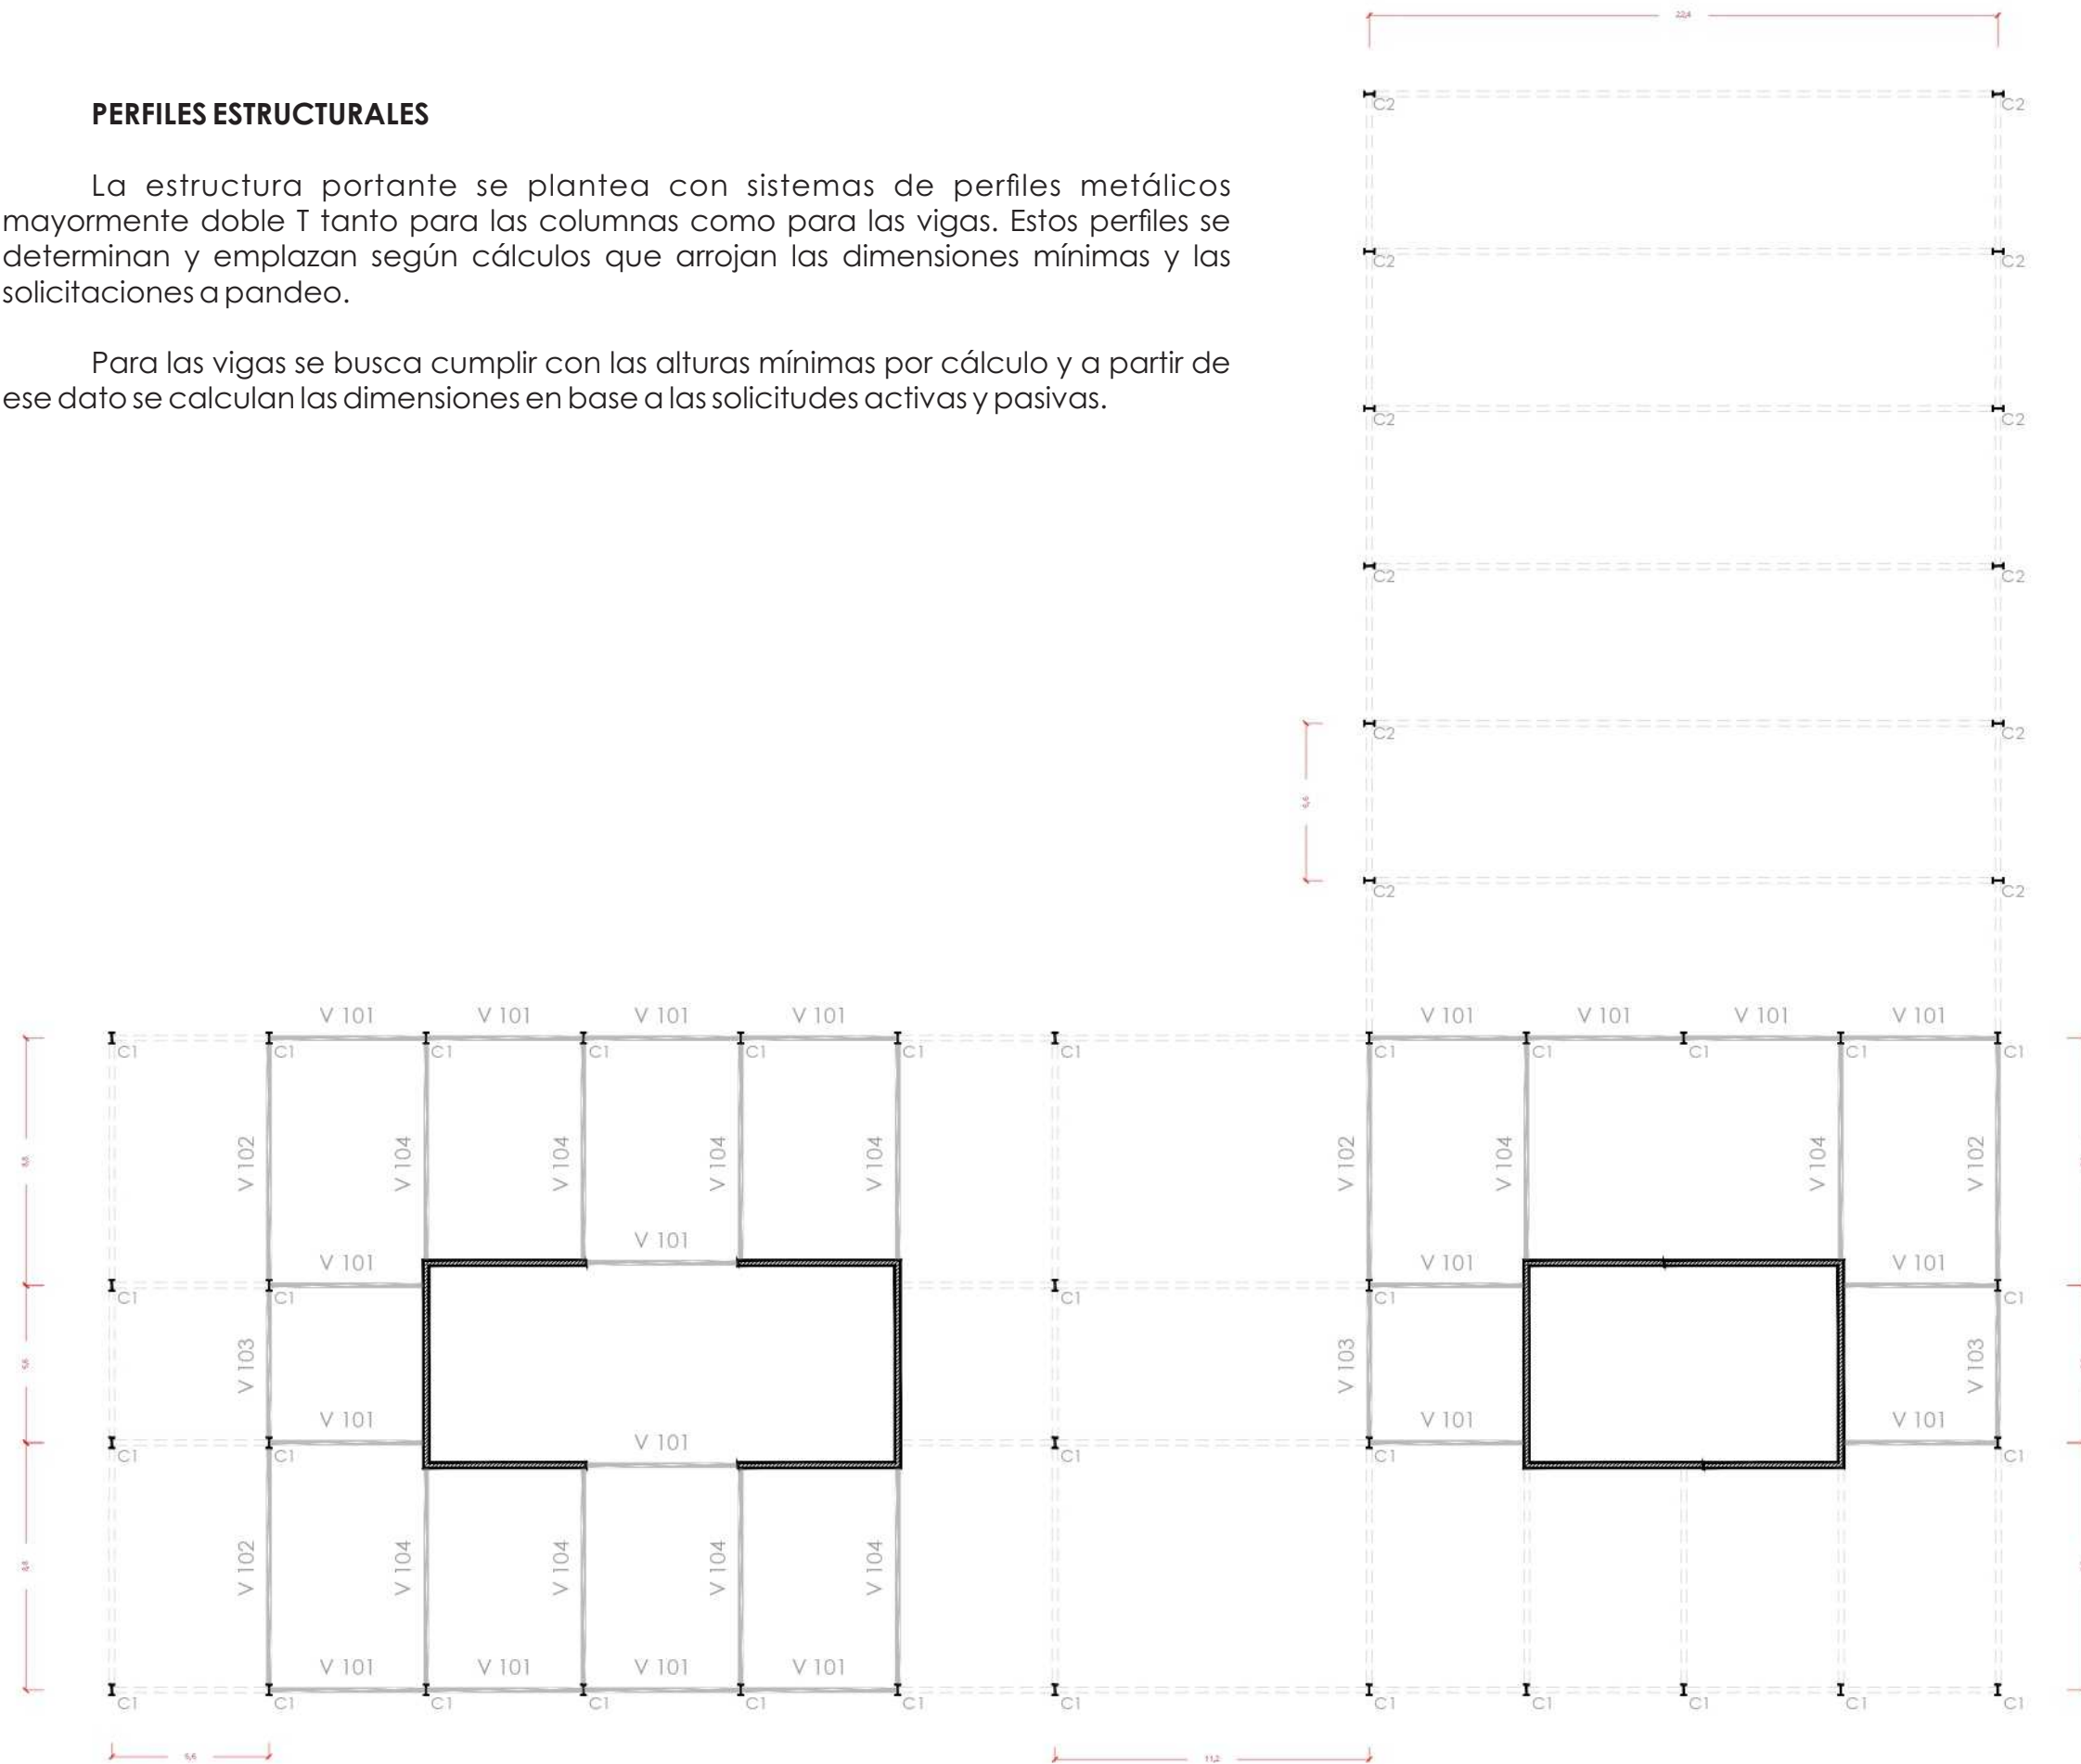 22,4
PERFILES ESTRUCTURALES
La estructura portante se plantea con sistemas de perfiles metálicos
mayormente doble T tanto para las columnas como para las vigas. Estos perfiles se
determinan y emplazan según cálculos que arrojan las dimensiones mínimas y las
solicitaciones a pandeo.
Para las vigas se busca cumplir con las alturas mínimas por cálculo y a partir de
ese dato se calculan las dimensiones en base a las solicitudes activas y pasivas.
C2 C2
C2 C2
C2 C2
C2 C2
C2 C2
C2 C2
V 101 V 101 V 101 V 101 V 101 V 101 V 101 V 101
C1 C1 C1 C1 C1 C1 C1 C1 C1 C1 C1 C1
V 102 V 104 V 104 V 104 V 104 V 102 V 104 V 104 V 102
V 101
V 101 V 101 V 101
C1 C1 C1 C1 C1
V 103 V 103 V 103
V 101 V 101 V 101
V 101
C1 C1 C1 C1 C1
V 102 V 104 V 104 V 104 V 104
V 101 V 101 V 101 V 101
C1 C1 C1 C1 C1 C1 C1 C1 C1 C1 C1 C1
11,2